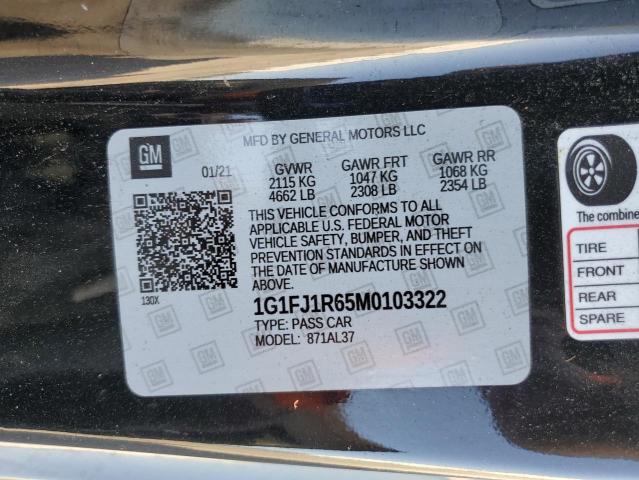 GM
MFD BY GENERAL MOTORS LLC
01/21
GVWR GAWR FRT GAWR RR
2115 KG 1047 KG 1068 KG
4662 LB 2308 LB 2354 LB
THIS VEHICLE CONFORMS TO ALL
APPLICABLE U.S. FEDERAL MOTOR
VEHICLE SAFETY, BUMPER, AND THEFT
PREVENTION STANDARDS IN EFFECT ON
THE DATE OF MANUFACTURE SHOWN
ABOVE.
130X
1G1FJ1R65M0103322
TYPE: PASS CAR
MODEL: 871AL37
The combine
TIRE
FRONT
REAR
SPARE